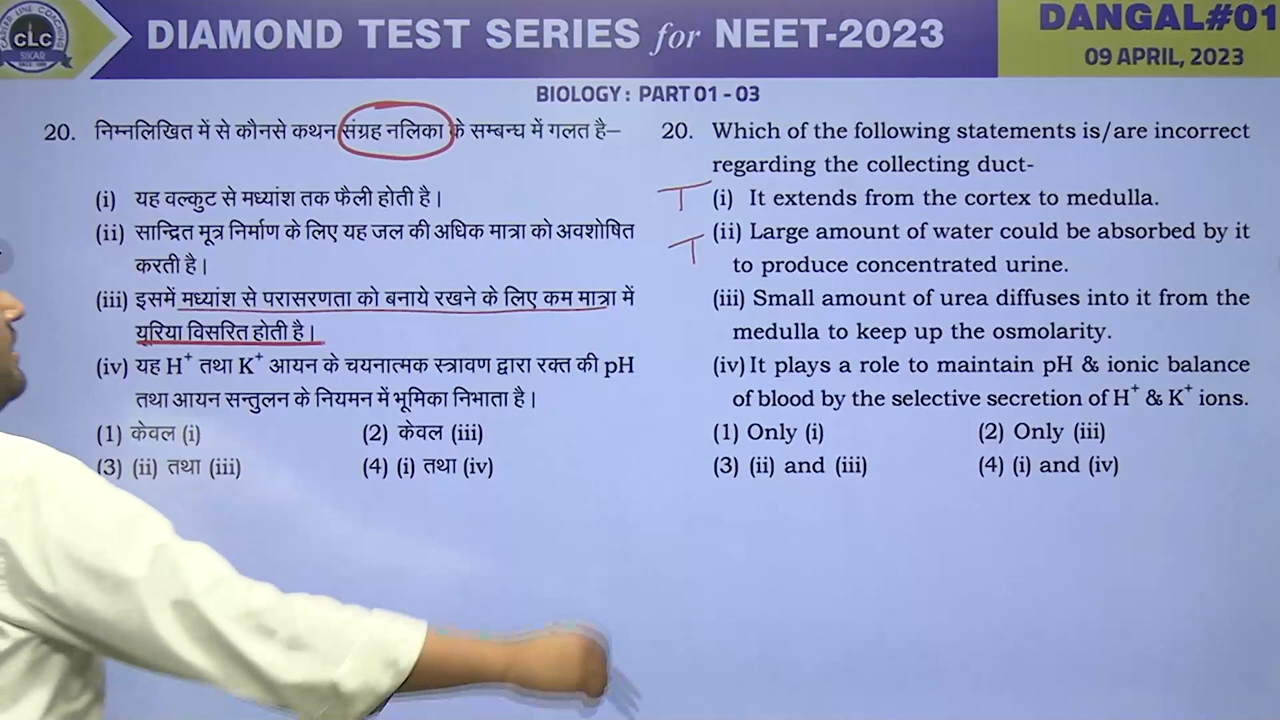 CLC
SIKAR
DIAMOND TEST SERIES for NEET-2023
DANGAL#01
09 APRIL, 2023
BIOLOGY : PART 01 - 03
20. निम्नलिखित में से कौनसे कथन संग्रह नलिका के सम्बन्ध में गलत है–
(i) यह वल्कुट से मध्यांश तक फैली होती है।
(ii) सान्द्रित मूत्र निर्माण के लिए यह जल की अधिक मात्रा को अवशोषित
करती है।
(iii) इसमें मध्यांश से परासरणता को बनाये रखने के लिए कम मात्रा में
यूरिया विसरित होती है।
(iv) यह H+ तथा K+ आयन के चयनात्मक स्त्रावण द्वारा रक्त की pH
तथा आयन सन्तुलन के नियमन में भूमिका निभाता है।
(1) केवल (i) (2) केवल (iii)
(3) (ii) तथा (iii) (4) (i) तथा (iv)
20. Which of the following statements is/are incorrect
regarding the collecting duct-
T (i) It extends from the cortex to medulla.
T (ii) Large amount of water could be absorbed by it
to produce concentrated urine.
(iii) Small amount of urea diffuses into it from the
medulla to keep up the osmolarity.
(iv) It plays a role to maintain pH & ionic balance
of blood by the selective secretion of H+ & K+ ions.
(1) Only (i) (2) Only (iii)
(3) (ii) and (iii) (4) (i) and (iv)